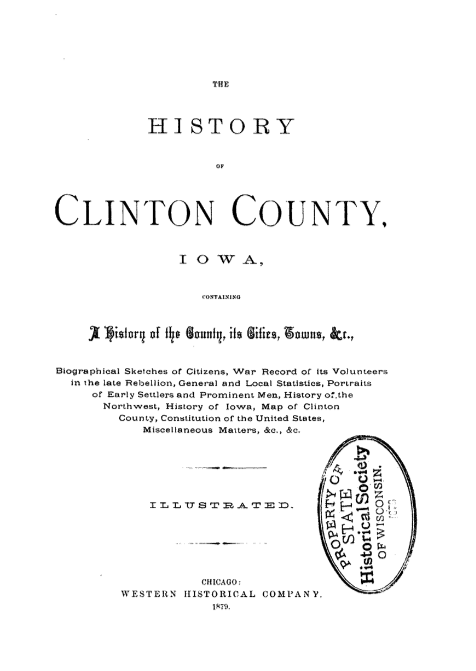 THE
HISTORY
OF
CLINTON COUNTY,
IOWA,
CONTAINING
A History of the County, its Cities, Towns, &c.,
Biographical Sketches of Citizens, War Record of its Volunteers
in the late Rebellion, General and Local Statistics, Portraits
of Early Settlers and Prominent Men, History of the
Northwest, History of Iowa, Map of Clinton
County, Constitution of the United States,
Miscellaneous Matters, &c., &c.
ILLUSTRATED.
CHICAGO:
WESTERN HISTORICAL COMPANY.
1879.
PROPERTY OF
STATE
Historical Society
OF WISCONSIN.